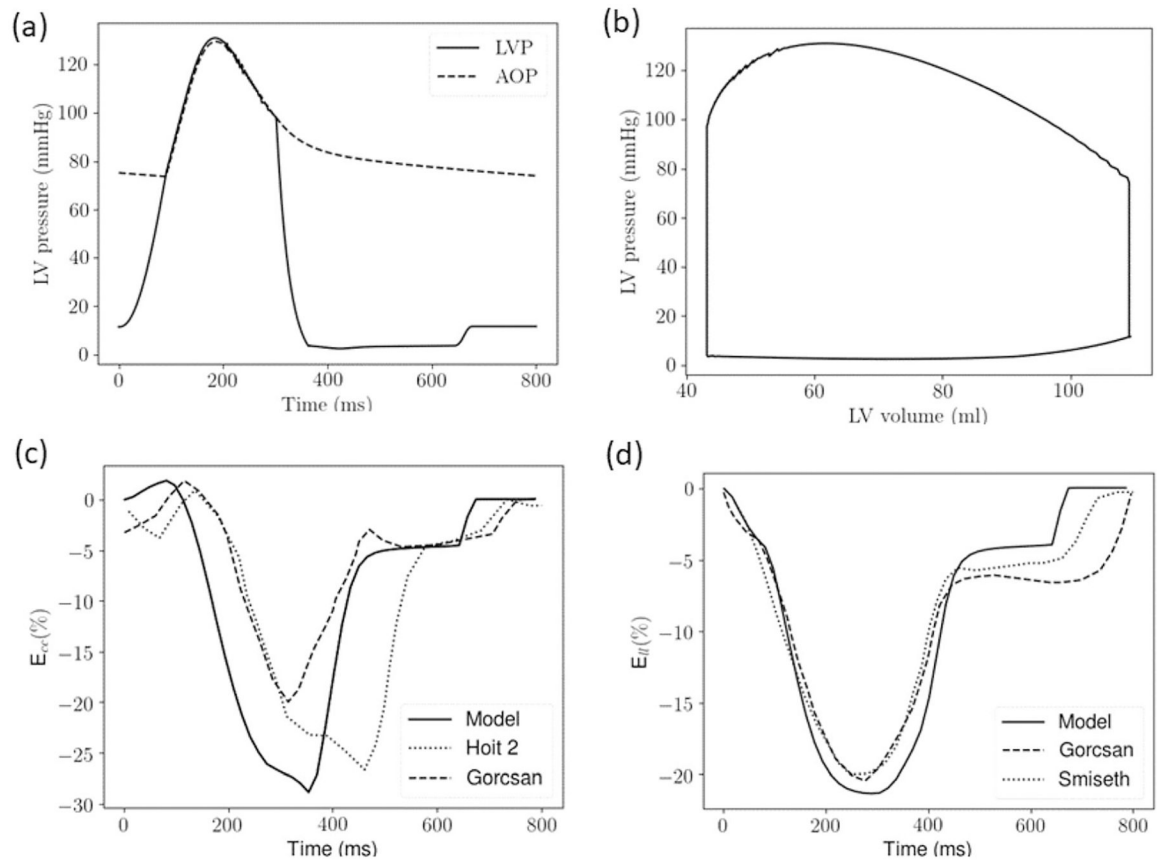 (a)
LV pressure (mmHg)
120
100
80
60
40
20
0
LVP
AOP
0 200 400 600 800
Time (ms)
(b)
LV pressure (mmHg)
120
100
80
60
40
20
0
40 60 80 100
LV volume (ml)
(c)
E_cc(%)
0
−5
−10
−15
−20
−25
−30
Model
Hoit 2
Gorcsan
0 200 400 600 800
Time (ms)
(d)
E_ll(%)
0
−5
−10
−15
−20
Model
Gorcsan
Smiseth
0 200 400 600 800
Time (ms)